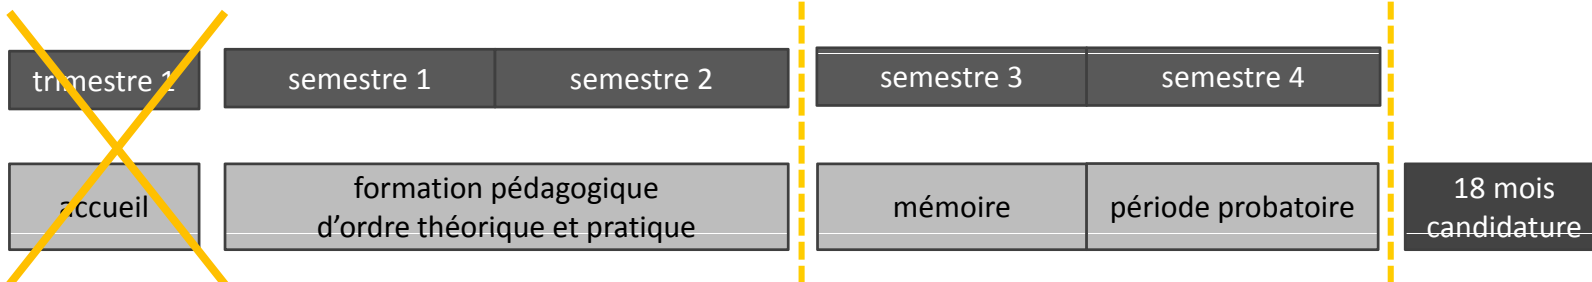 trimestre 1
semestre 1
semestre 2
semestre 3
semestre 4
accueil
formation pédagogique
d’ordre théorique et pratique
mémoire
période probatoire
18 mois
candidature